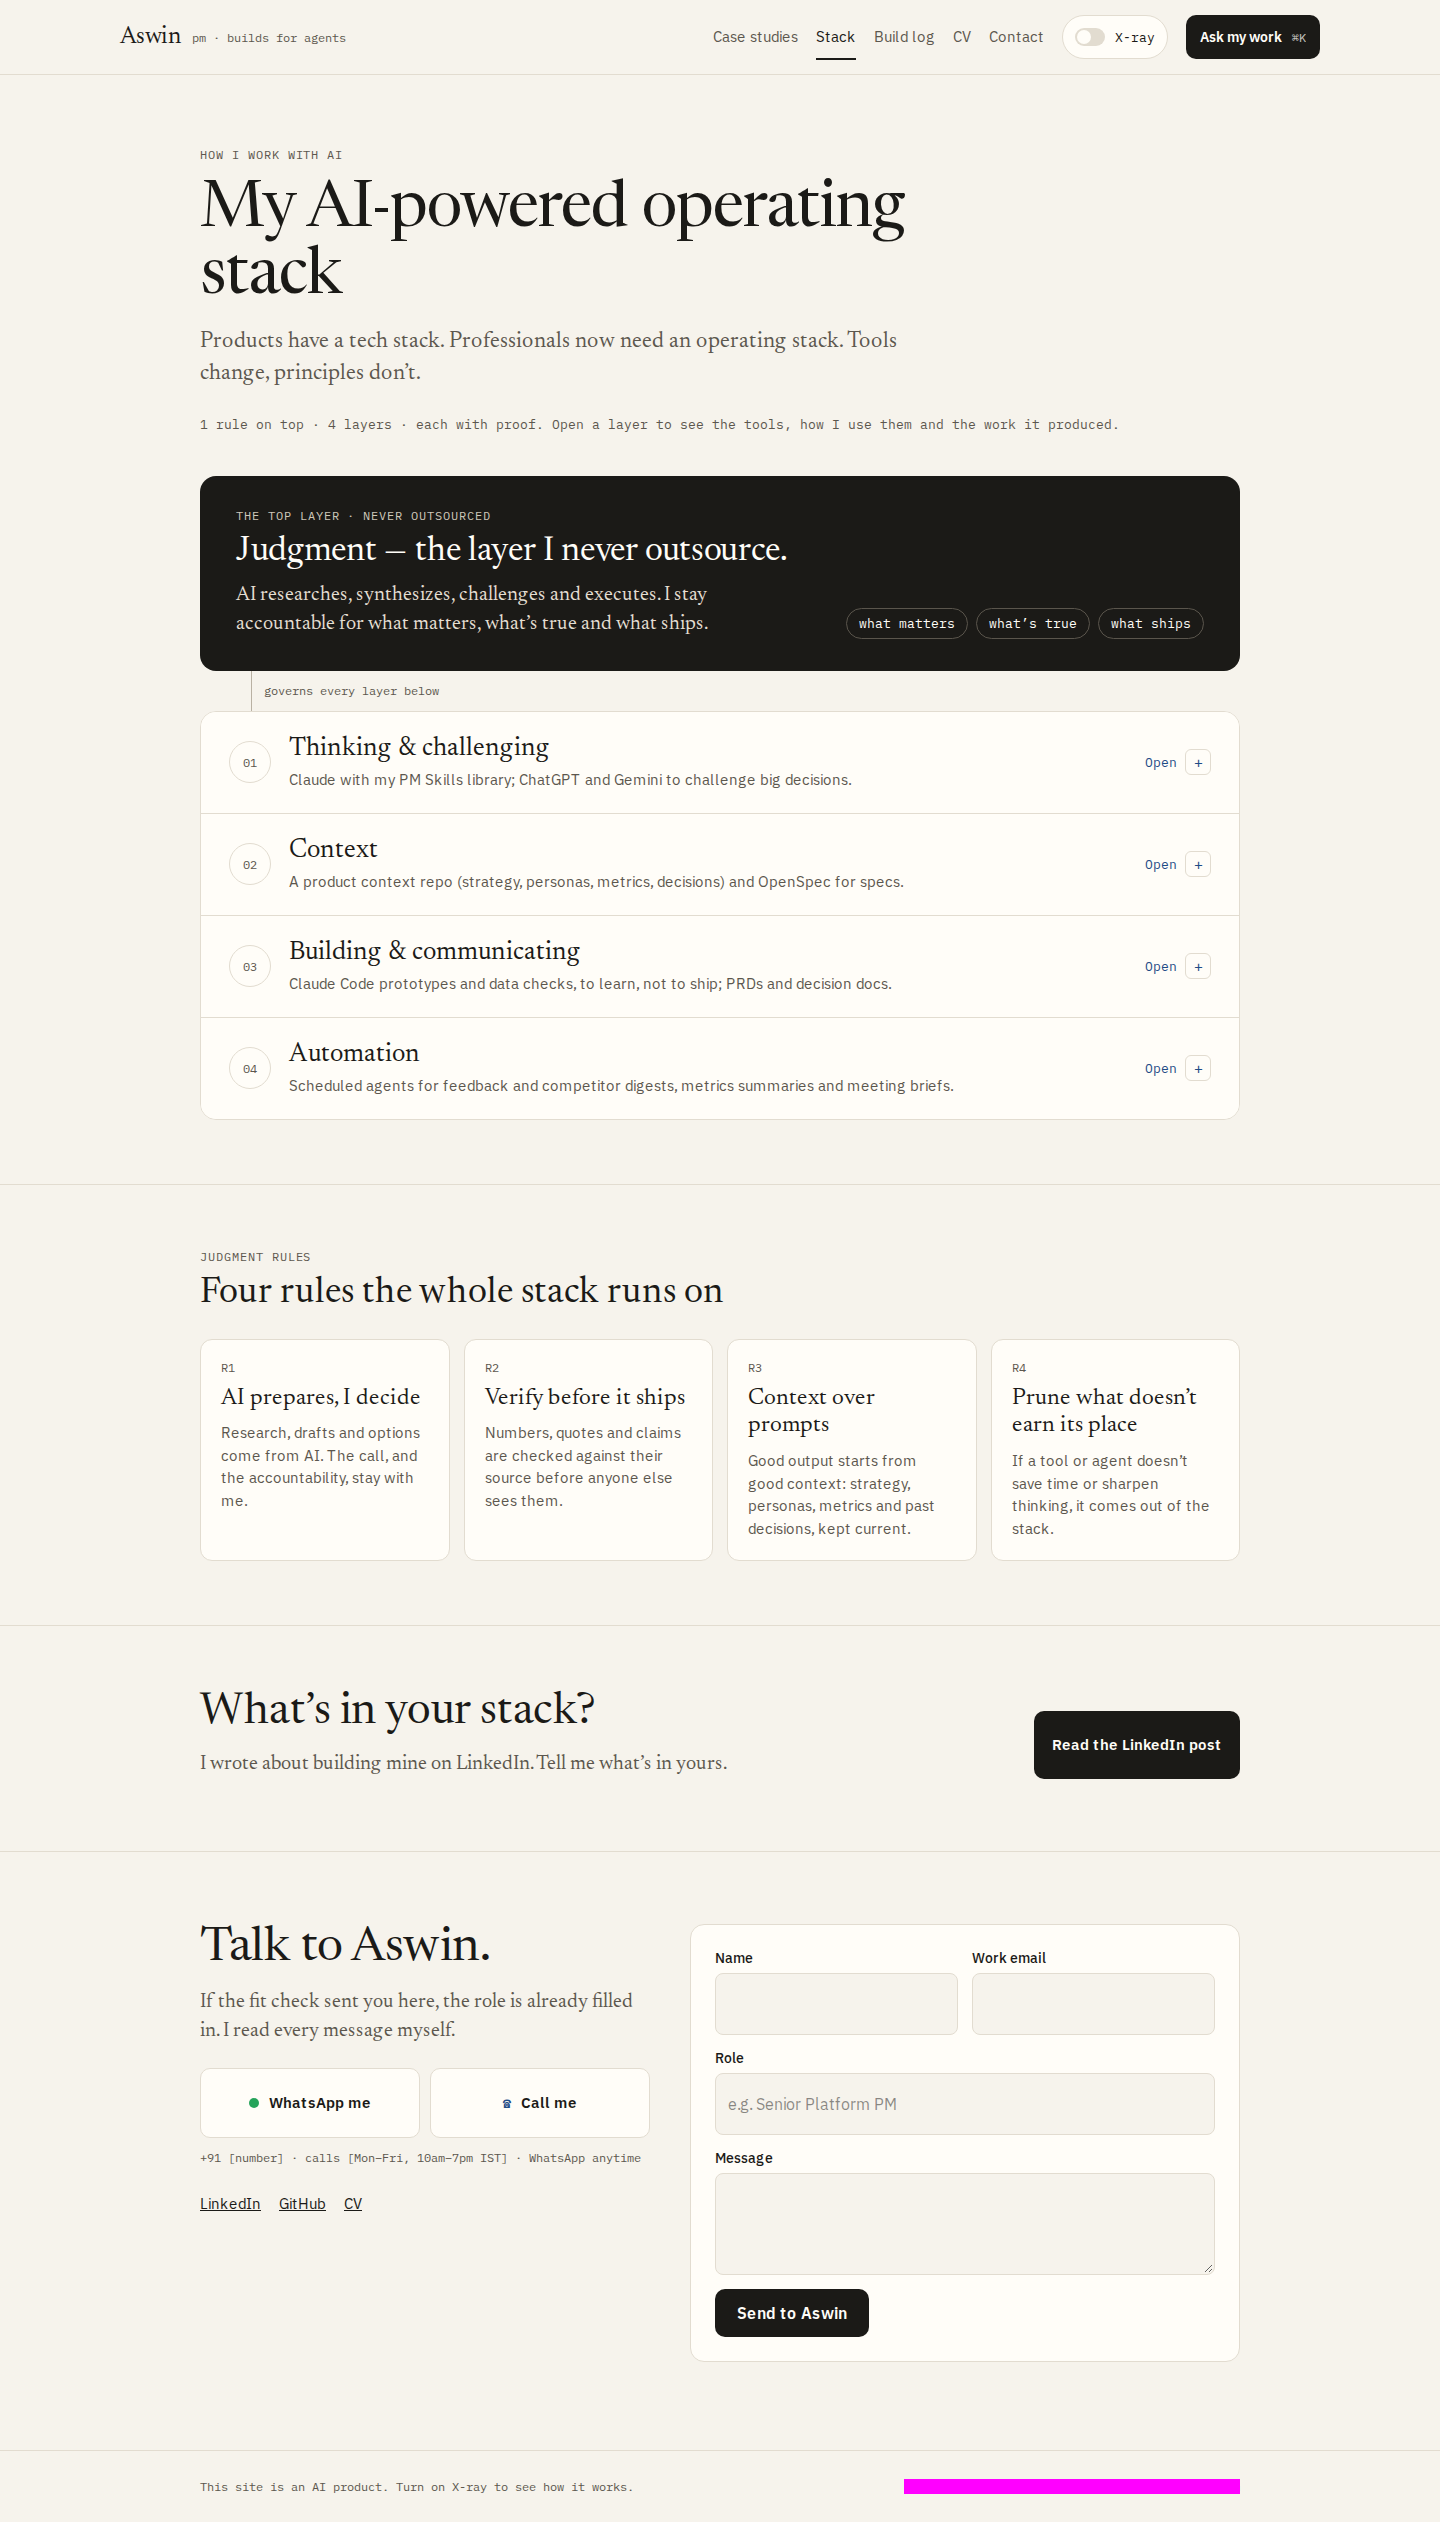 Aswin pm · builds for agents
Case studies Stack Build log CV Contact X-ray Ask my work ⌘K
HOW I WORK WITH AI
My AI-powered operating
stack
Products have a tech stack. Professionals now need an operating stack. Tools
change, principles don’t.
1 rule on top · 4 layers · each with proof. Open a layer to see the tools, how I use them and the work it produced.
THE TOP LAYER · NEVER OUTSOURCED
Judgment — the layer I never outsource.
AI researches, synthesizes, challenges and executes. I stay
accountable for what matters, what’s true and what ships.
what matters what’s true what ships
governs every layer below
01 Thinking & challenging
Claude with my PM Skills library; ChatGPT and Gemini to challenge big decisions.
Open +
02 Context
A product context repo (strategy, personas, metrics, decisions) and OpenSpec for specs.
Open +
03 Building & communicating
Claude Code prototypes and data checks, to learn, not to ship; PRDs and decision docs.
Open +
04 Automation
Scheduled agents for feedback and competitor digests, metrics summaries and meeting briefs.
Open +
JUDGMENT RULES
Four rules the whole stack runs on
R1
AI prepares, I decide
Research, drafts and options
come from AI. The call, and
the accountability, stay with
me.
R2
Verify before it ships
Numbers, quotes and claims
are checked against their
source before anyone else
sees them.
R3
Context over
prompts
Good output starts from
good context: strategy,
personas, metrics and past
decisions, kept current.
R4
Prune what doesn’t
earn its place
If a tool or agent doesn’t
save time or sharpen
thinking, it comes out of the
stack.
What’s in your stack?
I wrote about building mine on LinkedIn. Tell me what’s in yours.
Read the LinkedIn post
Talk to Aswin.
If the fit check sent you here, the role is already filled
in. I read every message myself.
WhatsApp me ☎ Call me
+91 [number] · calls [Mon–Fri, 10am–7pm IST] · WhatsApp anytime
LinkedIn GitHub CV
Name Work email
Role
e.g. Senior Platform PM
Message
Send to Aswin
This site is an AI product. Turn on X-ray to see how it works.